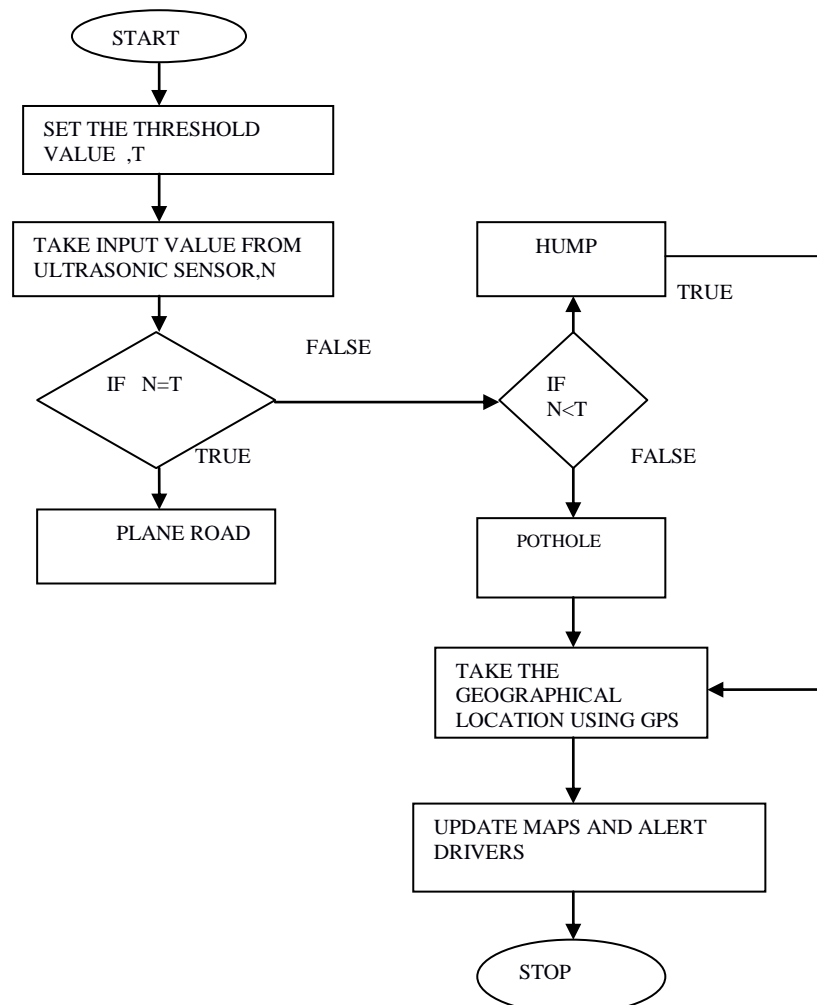 START
SET THE THRESHOLD
VALUE ,T
TAKE INPUT VALUE FROM
ULTRASONIC SENSOR,N
HUMP
TRUE
FALSE
IF N=T
IF
N<T
TRUE
FALSE
PLANE ROAD
POTHOLE
TAKE THE
GEOGRAPHICAL
LOCATION USING GPS
UPDATE MAPS AND ALERT
DRIVERS
STOP